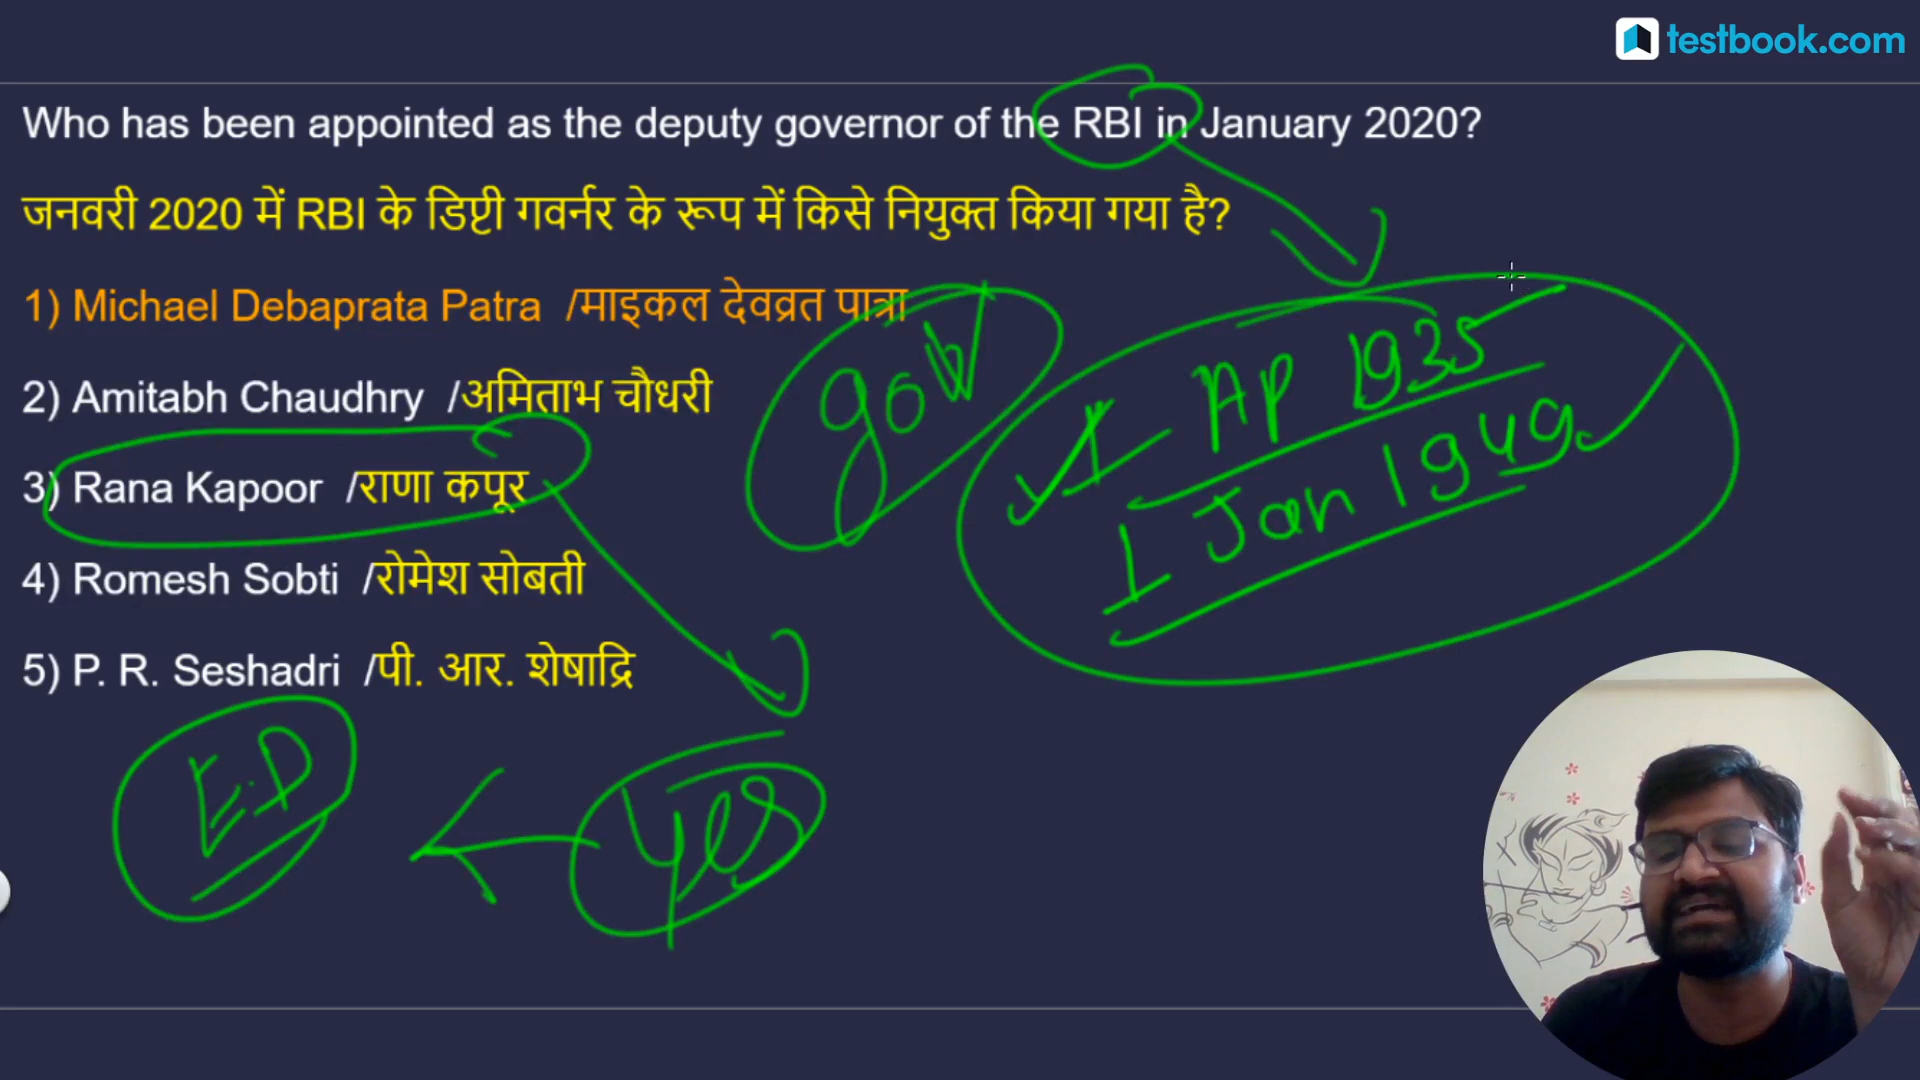 testbook.com
Who has been appointed as the deputy governor of the RBI in January 2020?
जनवरी 2020 में RBI के डिप्टी गवर्नर के रूप में किसे नियुक्त किया गया है?
1) Michael Debaprata Patra /माइकल देवव्रत पात्रा
2) Amitabh Chaudhry /अमिताभ चौधरी
3) Rana Kapoor /राणा कपूर
4) Romesh Sobti /रोमेश सोबती
5) P. R. Seshadri /पी. आर. शेषाद्रि
gov
1 Ap 1935
1 Jan 1949
E.D
Yes